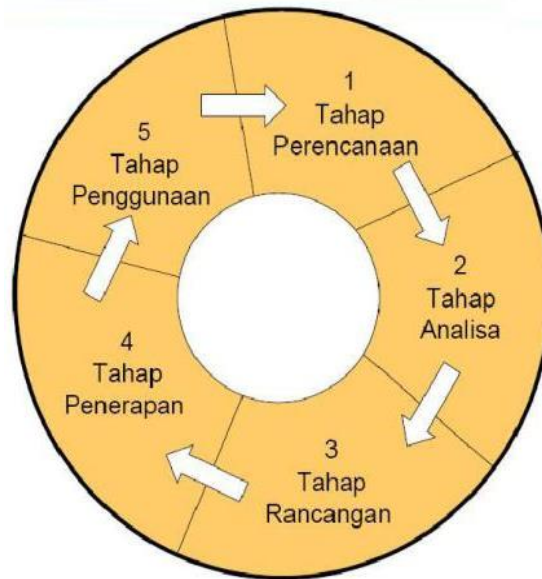 1
Tahap
Perencanaan
2
Tahap
Analisa
3
Tahap
Rancangan
4
Tahap
Penerapan
5
Tahap
Penggunaan